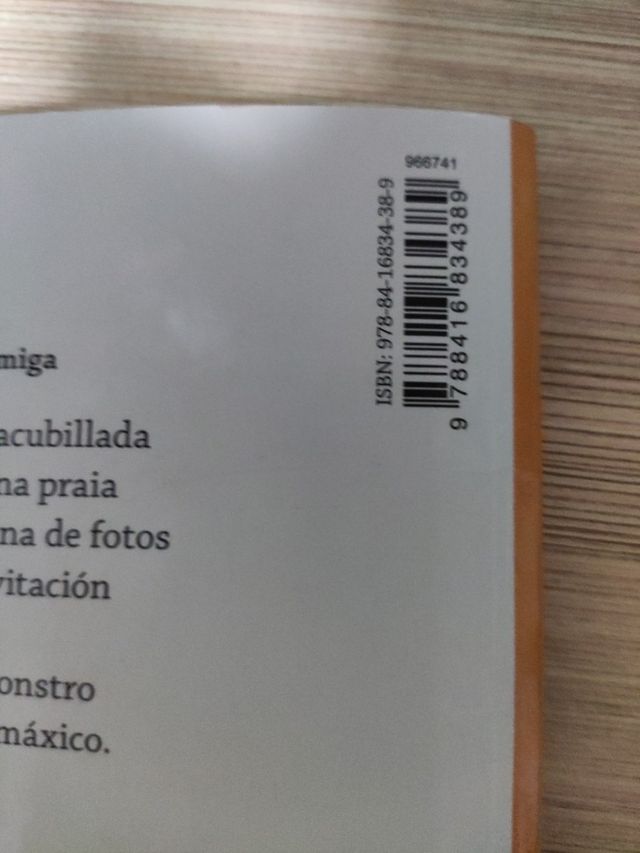 966741
ISBN: 978-84-16834-38-9
9 788416 834389
miga
acubillada
na praia
na de fotos
vitación
onstro
máxico.